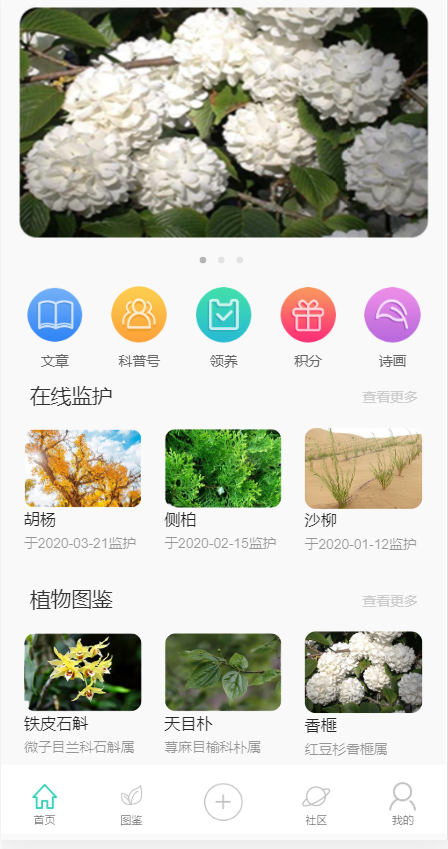 文章 科普号 领养 积分 诗画
在线监护 查看更多
胡杨 侧柏 沙柳
于2020-03-21监护 于2020-02-15监护 于2020-01-12监护
植物图鉴 查看更多
铁皮石斛 天目朴 香榧
微子目兰科石斛属 荨麻目榆科朴属 红豆杉香榧属
首页 图鉴 社区 我的